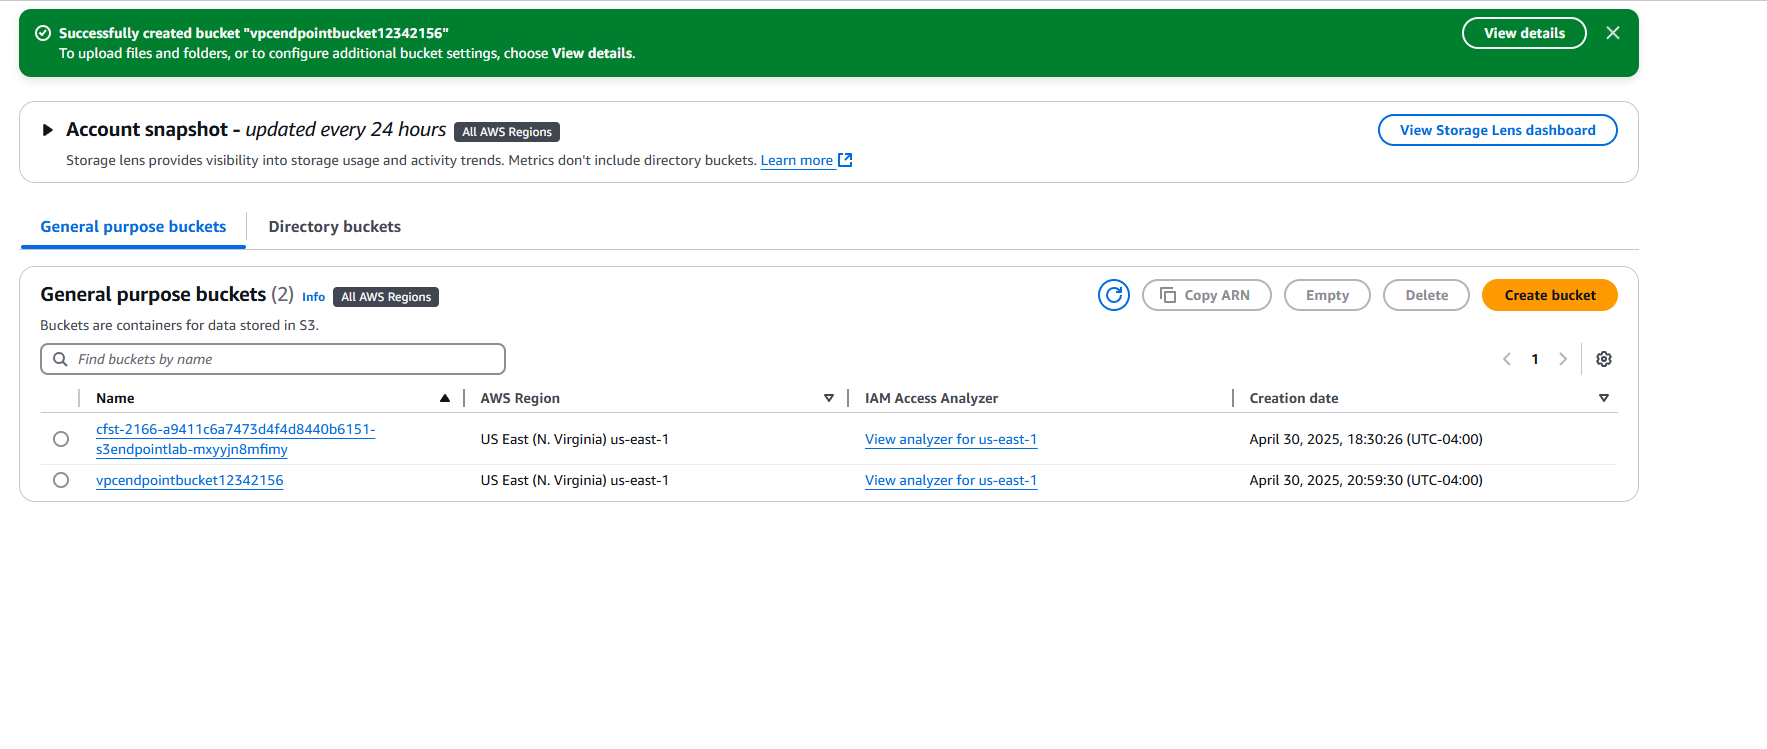 Successfully created bucket "vpcendpointbucket12342156"
To upload files and folders, or to configure additional bucket settings, choose View details.
View details
Account snapshot - updated every 24 hours All AWS Regions
View Storage Lens dashboard
Storage lens provides visibility into storage usage and activity trends. Metrics don't include directory buckets. Learn more
General purpose buckets Directory buckets
General purpose buckets (2) Info All AWS Regions
Copy ARN Empty Delete Create bucket
Buckets are containers for data stored in S3.
Find buckets by name
1
Name AWS Region IAM Access Analyzer Creation date
cfst-2166-a9411c6a7473d4f4d8440b6151-
s3endpointlab-mxyyjn8mfimy
US East (N. Virginia) us-east-1 View analyzer for us-east-1 April 30, 2025, 18:30:26 (UTC-04:00)
vpcendpointbucket12342156 US East (N. Virginia) us-east-1 View analyzer for us-east-1 April 30, 2025, 20:59:30 (UTC-04:00)